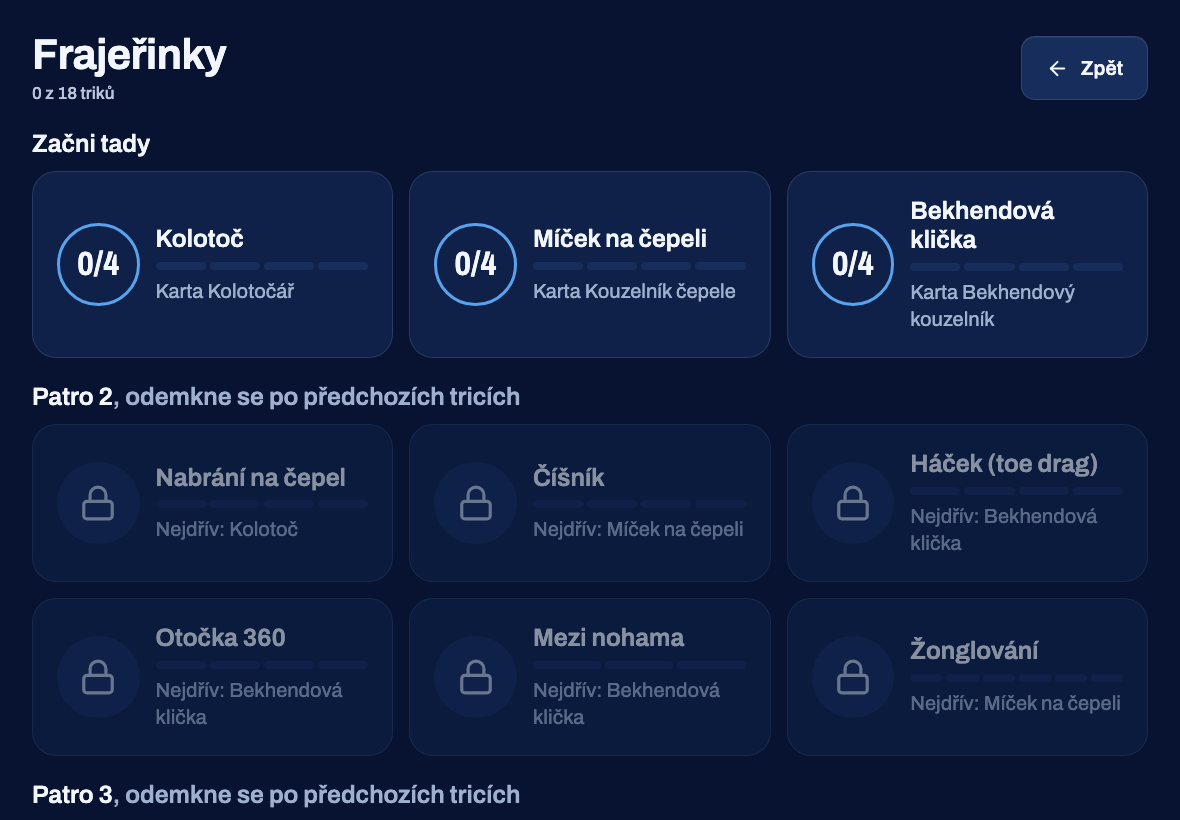 Frajeřinky
0 z 18 triků
← Zpět
Začni tady
0/4
Kolotoč
Karta Kolotočář
0/4
Míček na čepeli
Karta Kouzelník čepele
0/4
Bekhendová
klička
Karta Bekhendový
kouzelník
Patro 2, odemkne se po předchozích tricích
Nabrání na čepel
Nejdřív: Kolotoč
Číšník
Nejdřív: Míček na čepeli
Háček (toe drag)
Nejdřív: Bekhendová
klička
Otočka 360
Nejdřív: Bekhendová
klička
Mezi nohama
Nejdřív: Bekhendová
klička
Žonglování
Nejdřív: Míček na čepeli
Patro 3, odemkne se po předchozích tricích